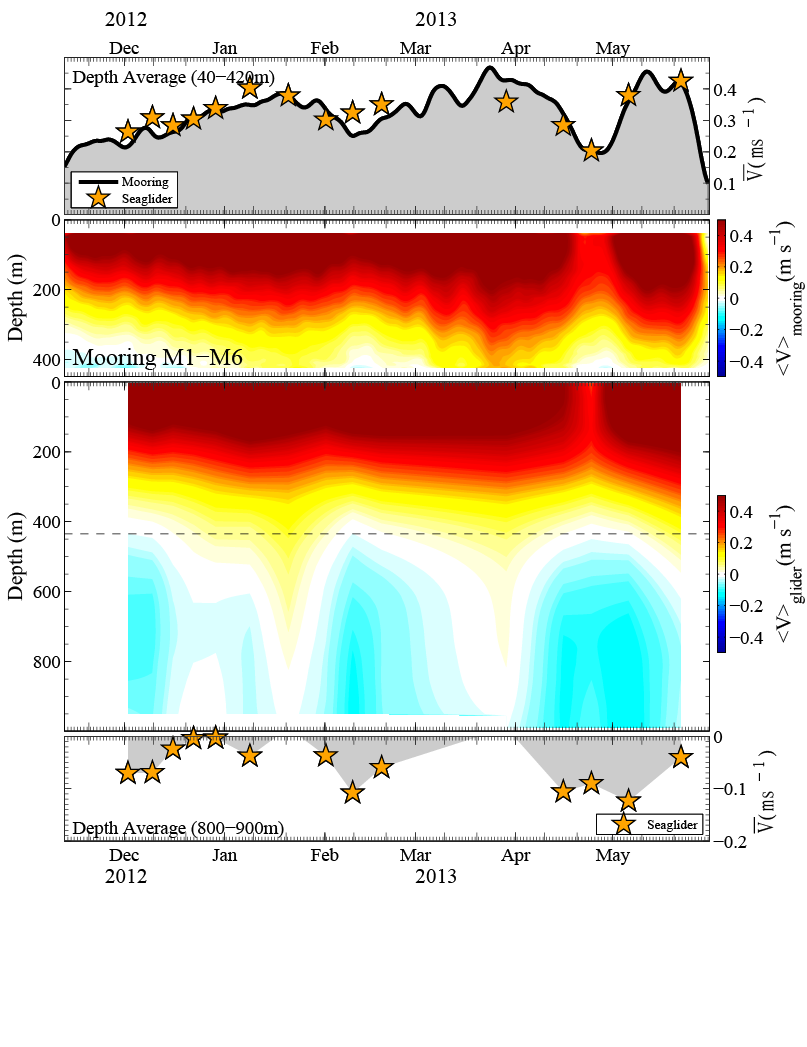 2012 2013
Dec Jan Feb Mar Apr May
Depth Average (40−420m)
0.4
0.3
0.2
0.1
V(ms −1)
Mooring
Seaglider
0
200
400
Depth (m)
Mooring M1−M6
0.4
0.2
0
−0.2
−0.4
<V> mooring (m s−1)
0
200
400
600
800
Depth (m)
0.4
0.2
0
−0.2
−0.4
<V> glider (m s−1)
0
−0.1
−0.2
V(ms −1)
Seaglider
Depth Average (800−900m)
Dec Jan Feb Mar Apr May
2012 2013